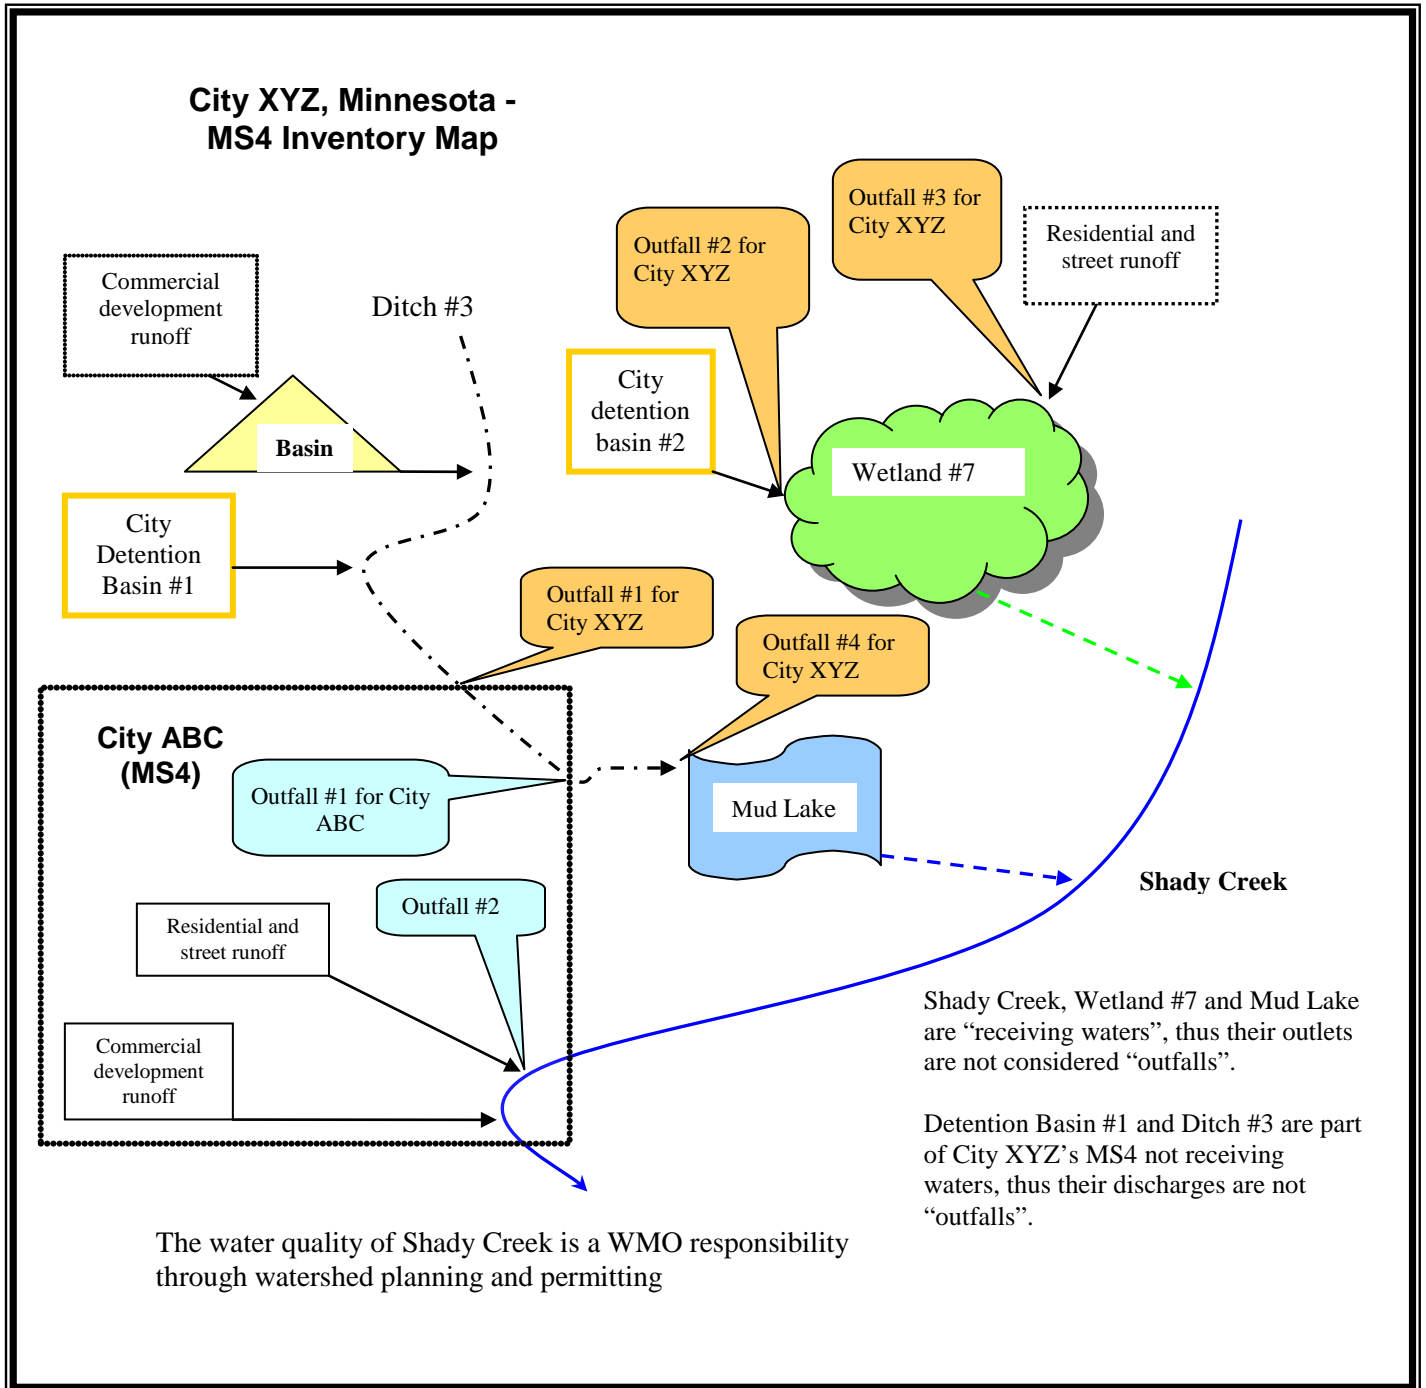 City XYZ, Minnesota -
MS4 Inventory Map
Commercial
development
runoff
Ditch #3
Outfall #2 for
City XYZ
Outfall #3 for
City XYZ
Residential and
street runoff
Basin
City
detention
basin #2
Wetland #7
City
Detention
Basin #1
Outfall #1 for
City XYZ
Outfall #4 for
City XYZ
City ABC
(MS4)
Outfall #1 for City
ABC
Mud Lake
Shady Creek
Outfall #2
Residential and
street runoff
Commercial
development
runoff
Shady Creek, Wetland #7 and Mud Lake
are “receiving waters”, thus their outlets
are not considered “outfalls”.
Detention Basin #1 and Ditch #3 are part
of City XYZ’s MS4 not receiving
waters, thus their discharges are not
“outfalls”.
The water quality of Shady Creek is a WMO responsibility
through watershed planning and permitting